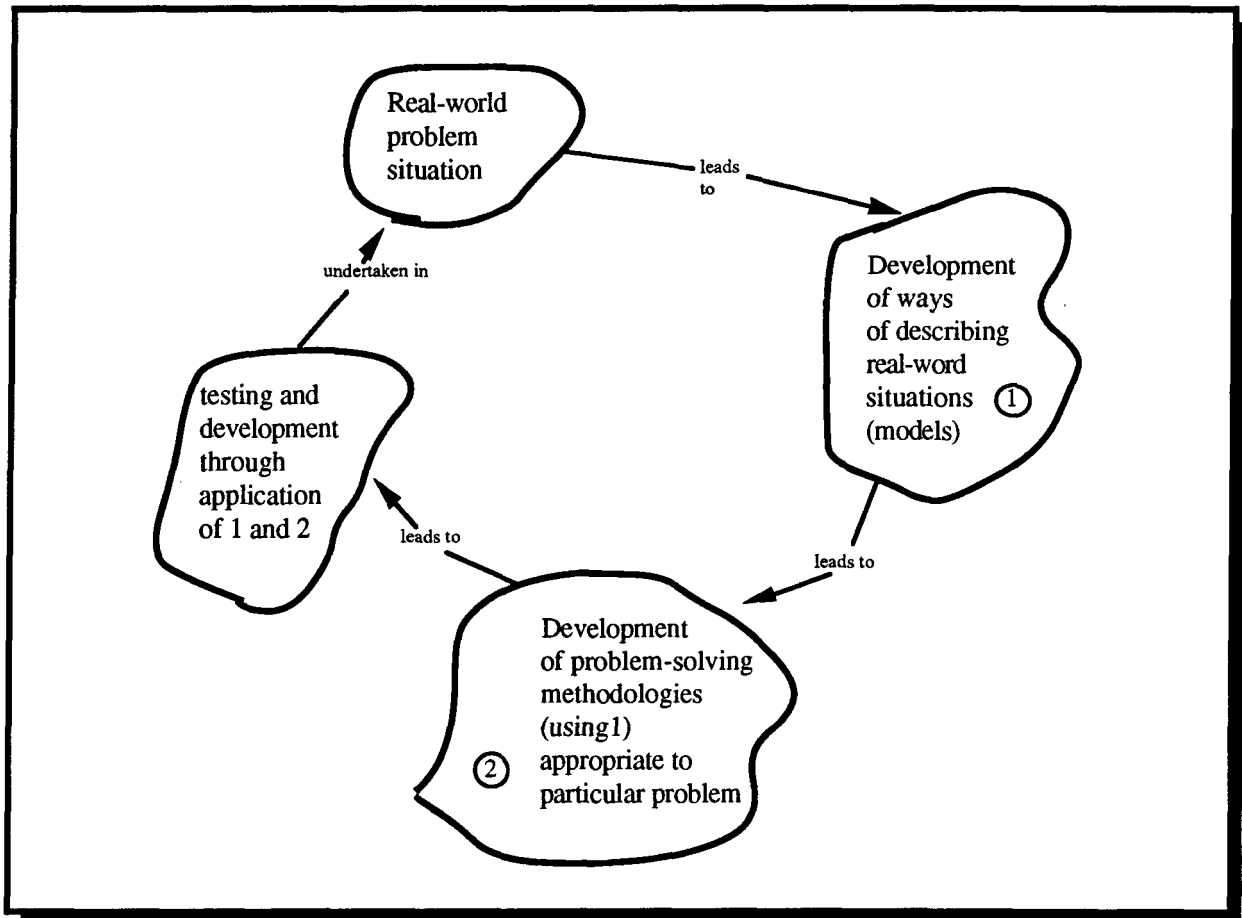 Real-world
problem
situation
leads
to
Development
of ways
of describing
real-word
situations 1
(models)
leads to
Development
of problem-solving
methodologies
(using1)
2 appropriate to
particular problem
leads to
testing and
development
through
application
of 1 and 2
undertaken in